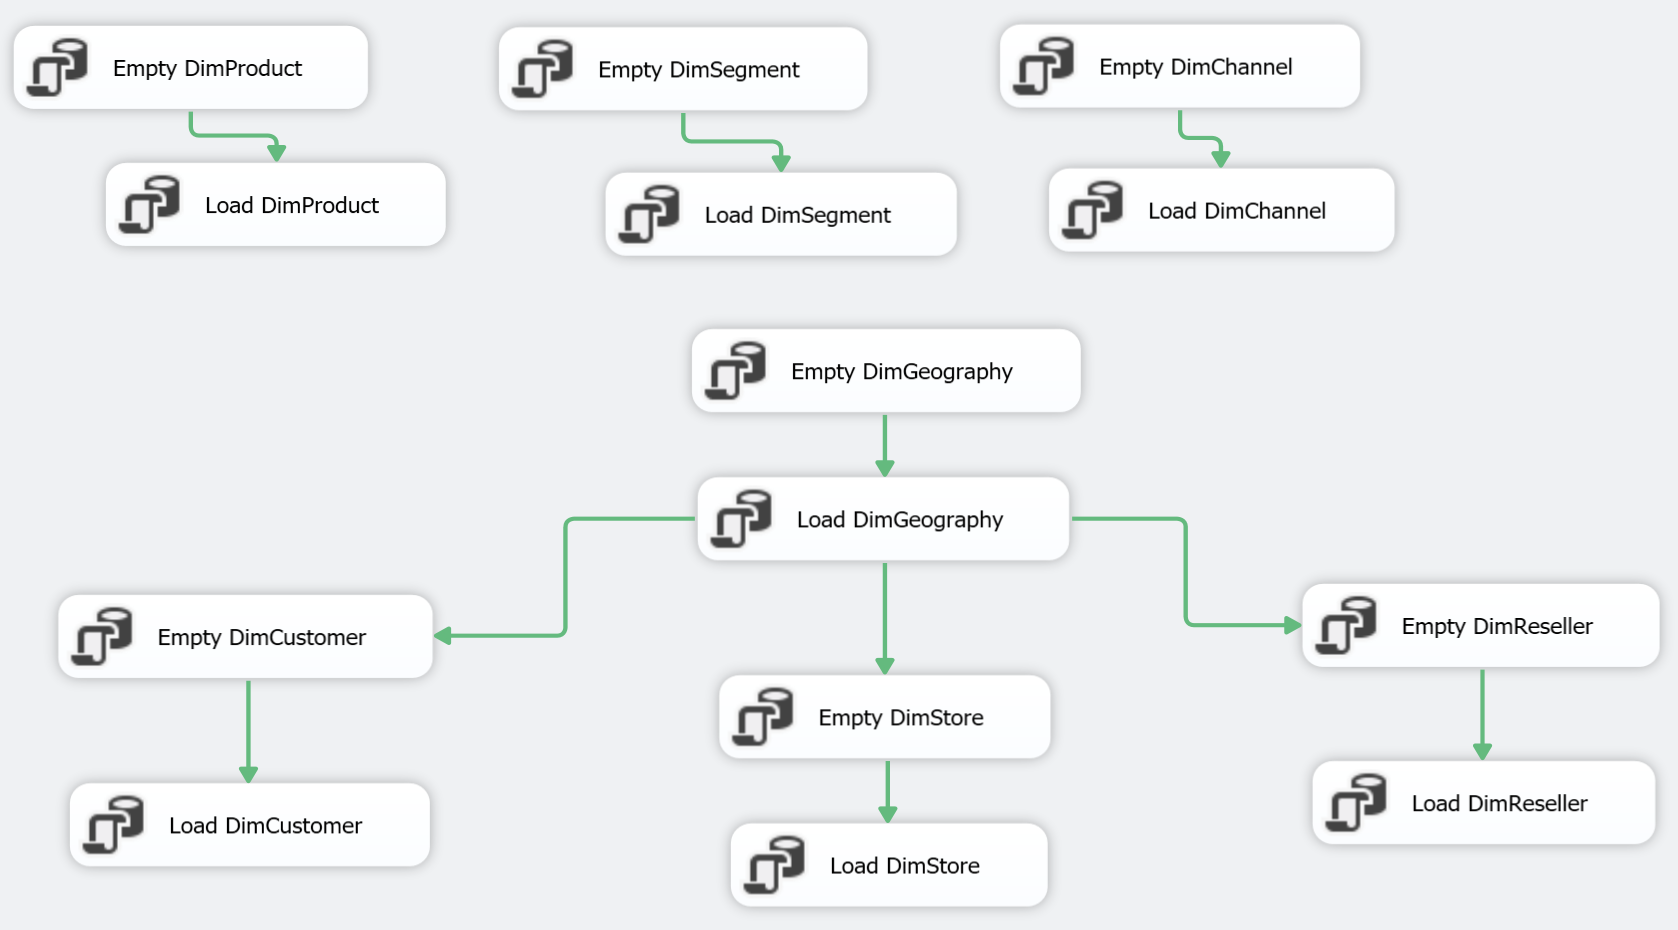 Empty DimProduct
Empty DimSegment
Empty DimChannel
Load DimProduct
Load DimSegment
Load DimChannel
Empty DimGeography
Load DimGeography
Empty DimCustomer
Empty DimReseller
Empty DimStore
Load DimCustomer
Load DimReseller
Load DimStore